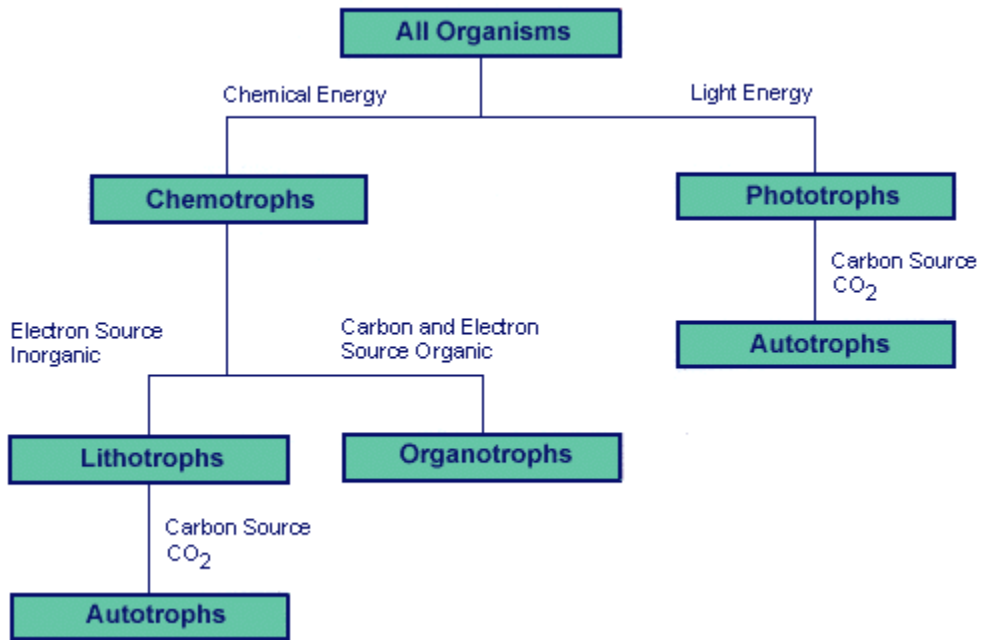 All Organisms
Chemical Energy
Light Energy
Chemotrophs
Phototrophs
Carbon Source
CO2
Autotrophs
Electron Source
Inorganic
Carbon and Electron
Source Organic
Lithotrophs
Organotrophs
Carbon Source
CO2
Autotrophs